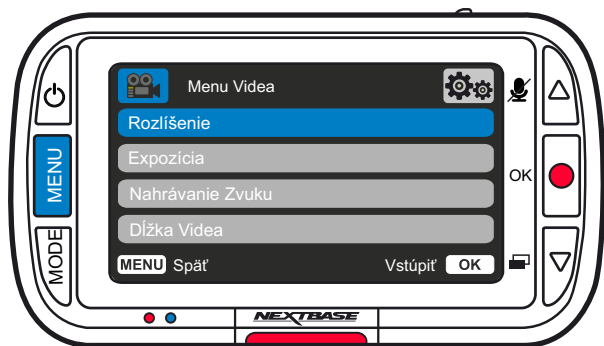 Menu Videa
Rozlíšenie
Expozícia
Nahrávanie Zvuku
Dĺžka Videa
MENU Späť
Vstúpiť OK
MENU
MODE
OK
NEXTBASE